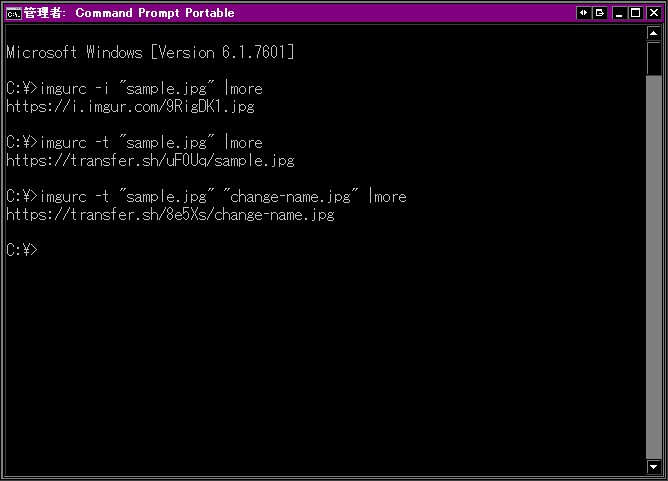 管理者: Command Prompt Portable
Microsoft Windows [Version 6.1.7601]
C:¥>imgurc -i "sample.jpg" |more
https://i.imgur.com/9RigDK1.jpg
C:¥>imgurc -t "sample.jpg" |more
https://transfer.sh/uF0Uq/sample.jpg
C:¥>imgurc -t "sample.jpg" "change-name.jpg" |more
https://transfer.sh/8e5Xs/change-name.jpg
C:¥>